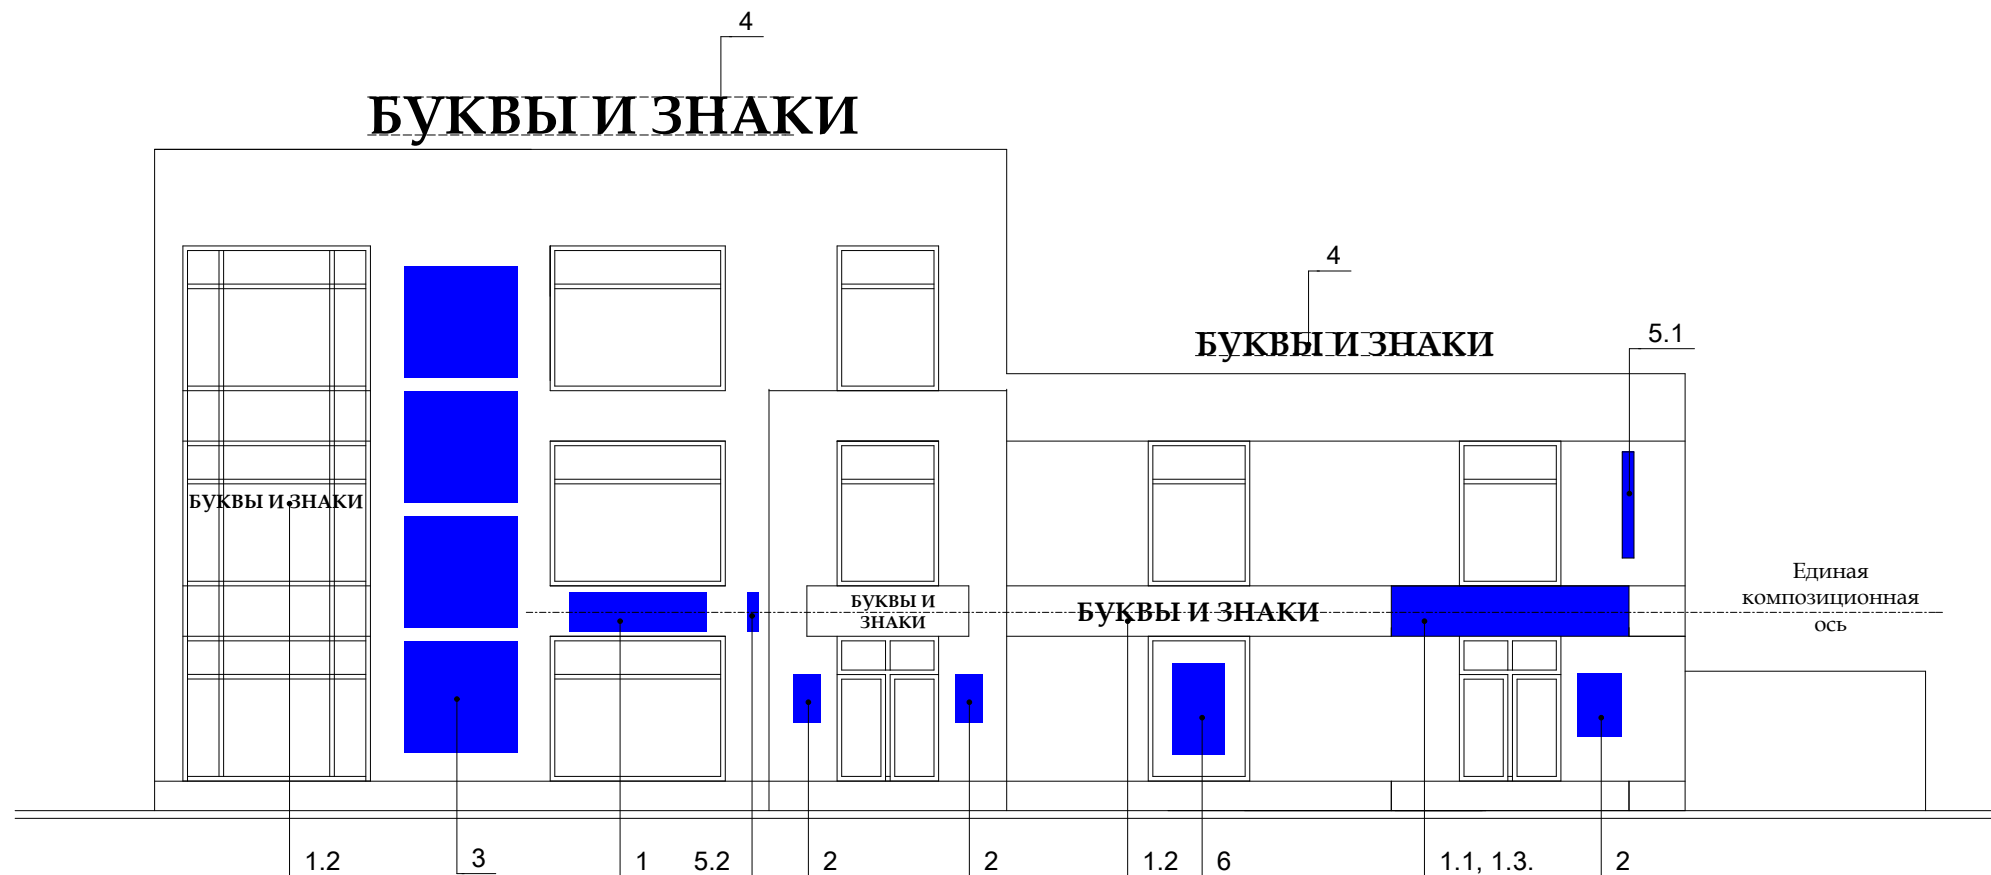 4
БУКВЫ И ЗНАКИ
4
БУКВЫ И ЗНАКИ
5.1
БУКВЫ И ЗНАКИ
Единая
композиционная
ось
БУКВЫ И
ЗНАКИ
БУКВЫ И ЗНАКИ
1.2
3
1
5.2
2
2
1.2
6
1.1, 1.3.
2